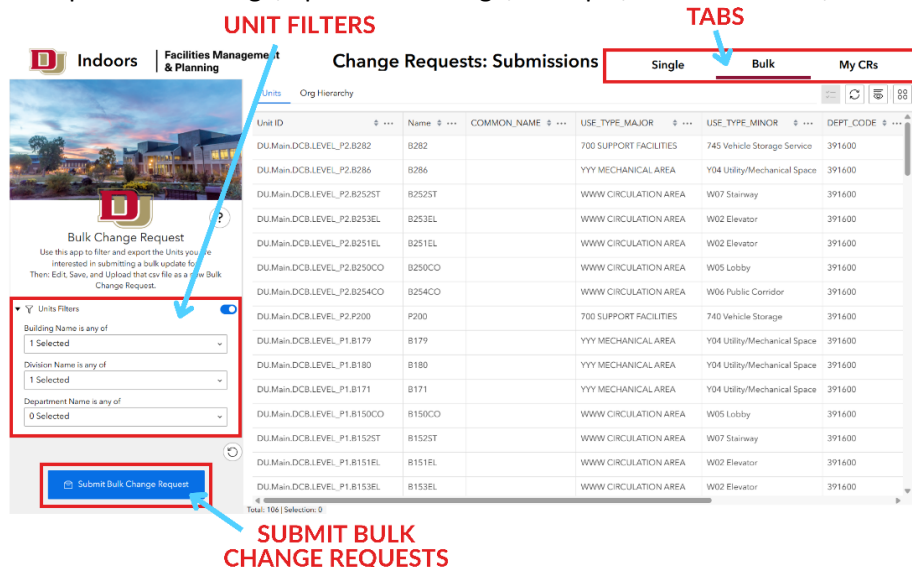 UNIT FILTERS
TABS
DU Indoors
Facilities Management
& Planning
Change Requests: Submissions
Single
Bulk
My CRs
Units
Org Hierarchy
Unit ID Name COMMON_NAME USE_TYPE_MAJOR USE_TYPE_MINOR DEPT_CODE
DU.Main.DCB.LEVEL_P2.B282 B282 700 SUPPORT FACILITIES 745 Vehicle Storage Service 391600
DU.Main.DCB.LEVEL_P2.B286 B286 YYY MECHANICAL AREA Y04 Utility/Mechanical Space 391600
DU.Main.DCB.LEVEL_P2.B252ST B252ST WWW CIRCULATION AREA W07 Stairway 391600
DU.Main.DCB.LEVEL_P2.B253EL B253EL WWW CIRCULATION AREA W02 Elevator 391600
DU.Main.DCB.LEVEL_P2.B251EL B251EL WWW CIRCULATION AREA W02 Elevator 391600
DU.Main.DCB.LEVEL_P2.B250CO B250CO WWW CIRCULATION AREA W05 Lobby 391600
DU.Main.DCB.LEVEL_P2.B254CO B254CO WWW CIRCULATION AREA W06 Public Corridor 391600
DU.Main.DCB.LEVEL_P2.P200 P200 700 SUPPORT FACILITIES 740 Vehicle Storage 391600
DU.Main.DCB.LEVEL_P1.B179 B179 YYY MECHANICAL AREA Y04 Utility/Mechanical Space 391600
DU.Main.DCB.LEVEL_P1.B180 B180 YYY MECHANICAL AREA Y04 Utility/Mechanical Space 391600
DU.Main.DCB.LEVEL_P1.B171 B171 YYY MECHANICAL AREA Y04 Utility/Mechanical Space 391600
DU.Main.DCB.LEVEL_P1.B150CO B150CO WWW CIRCULATION AREA W05 Lobby 391600
DU.Main.DCB.LEVEL_P1.B152ST B152ST WWW CIRCULATION AREA W07 Stairway 391600
DU.Main.DCB.LEVEL_P1.B151EL B151EL WWW CIRCULATION AREA W02 Elevator 391600
DU.Main.DCB.LEVEL_P1.B153EL B153EL WWW CIRCULATION AREA W02 Elevator 391600
Total: 106 | Selection: 0
DU
?
Bulk Change Request
Use this app to filter and export the Units you are
interested in submitting a bulk update for.
Then: Edit, Save, and Upload that csv file as a new Bulk
Change Request.
Units Filters
Building Name is any of
1 Selected
Division Name is any of
1 Selected
Department Name is any of
0 Selected
Submit Bulk Change Request
SUBMIT BULK
CHANGE REQUESTS